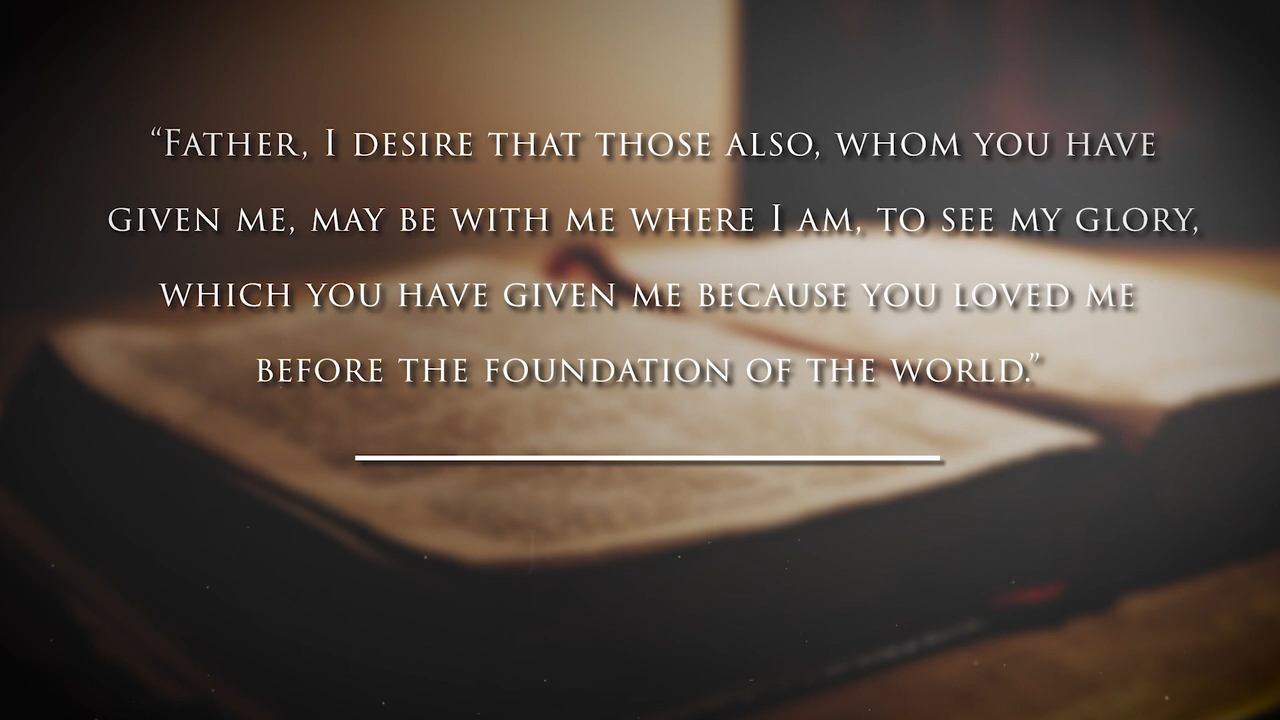 “Father, I desire that those also, whom you have
given me, may be with me where I am, to see my glory,
which you have given me because you loved me
before the foundation of the world.”